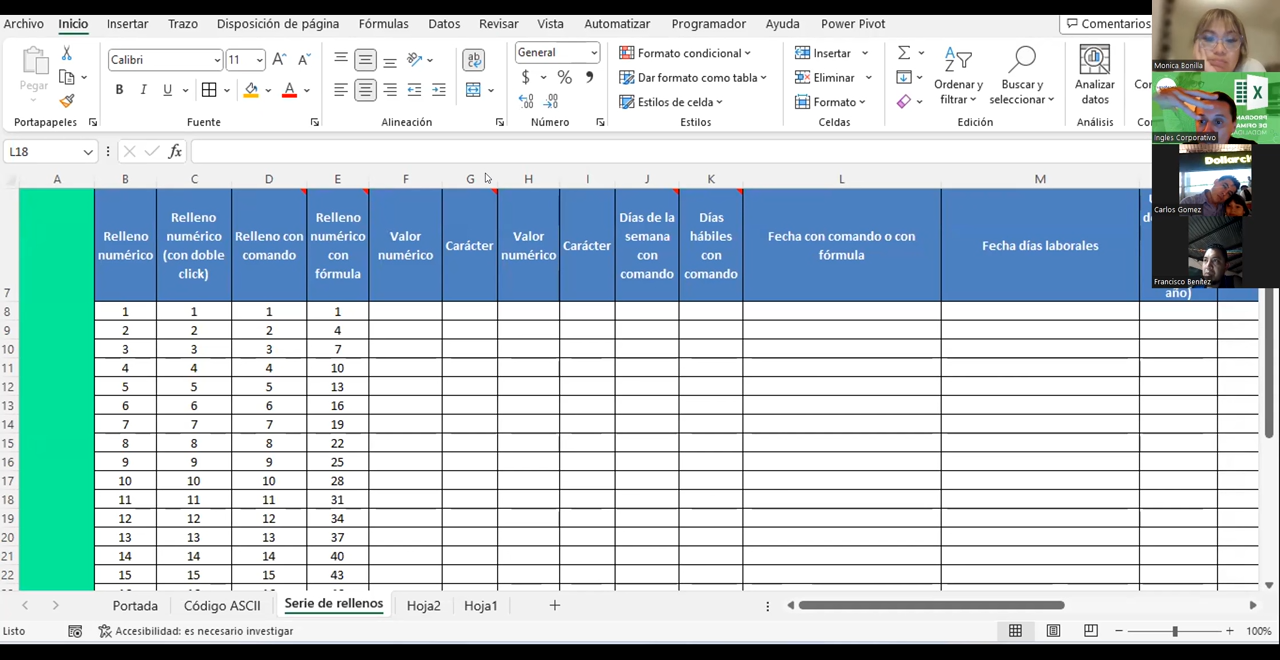 Archivo Inicio Insertar Trazo Disposición de página Fórmulas Datos Revisar Vista Automatizar Programador Ayuda Power Pivot Comentarios
Pegar
Portapapeles
Calibri 11
N K S
Fuente
Alineación
General
$ % 000
Número
Formato condicional
Dar formato como tabla
Estilos de celda
Estilos
Insertar
Eliminar
Formato
Celdas
Ordenar y filtrar
Buscar y seleccionar
Edición
Analizar datos
Análisis
Monica Bonilla
Ingles Corporativo
Dollarc
Carlos Gomez
Francisco Benítez
L18 fx
A B C D E F G H I J K L M
7 Relleno numérico Relleno numérico (con doble click) Relleno con comando Relleno numérico con fórmula Valor numérico Carácter Valor numérico Carácter Días de la semana con comando Días hábiles con comando Fecha con comando o con fórmula Fecha días laborales año)
8 1 1 1 1
9 2 2 2 4
10 3 3 3 7
11 4 4 4 10
12 5 5 5 13
13 6 6 6 16
14 7 7 7 19
15 8 8 8 22
16 9 9 9 25
17 10 10 10 28
18 11 11 11 31
19 12 12 12 34
20 13 13 13 37
21 14 14 14 40
22 15 15 15 43
Portada Código ASCII Serie de rellenos Hoja2 Hoja1
Listo Accesibilidad: es necesario investigar 100%